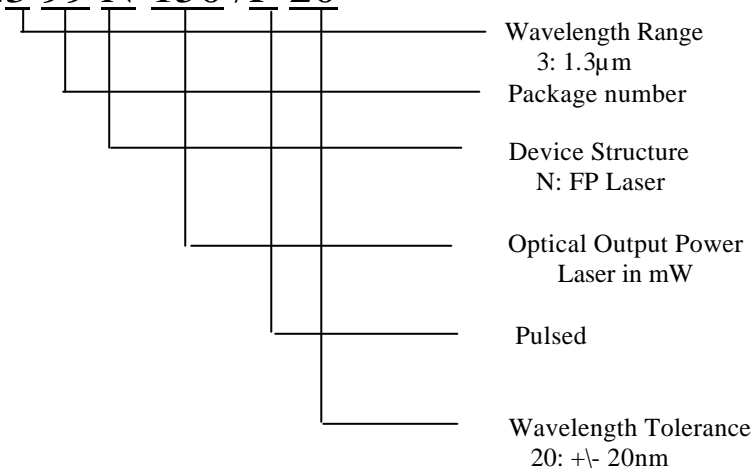 Wavelength Range
3: 1.3µm
Package number
Device Structure
N: FP Laser
Optical Output Power
Laser in mW
Pulsed
Wavelength Tolerance
20: +\- 20nm